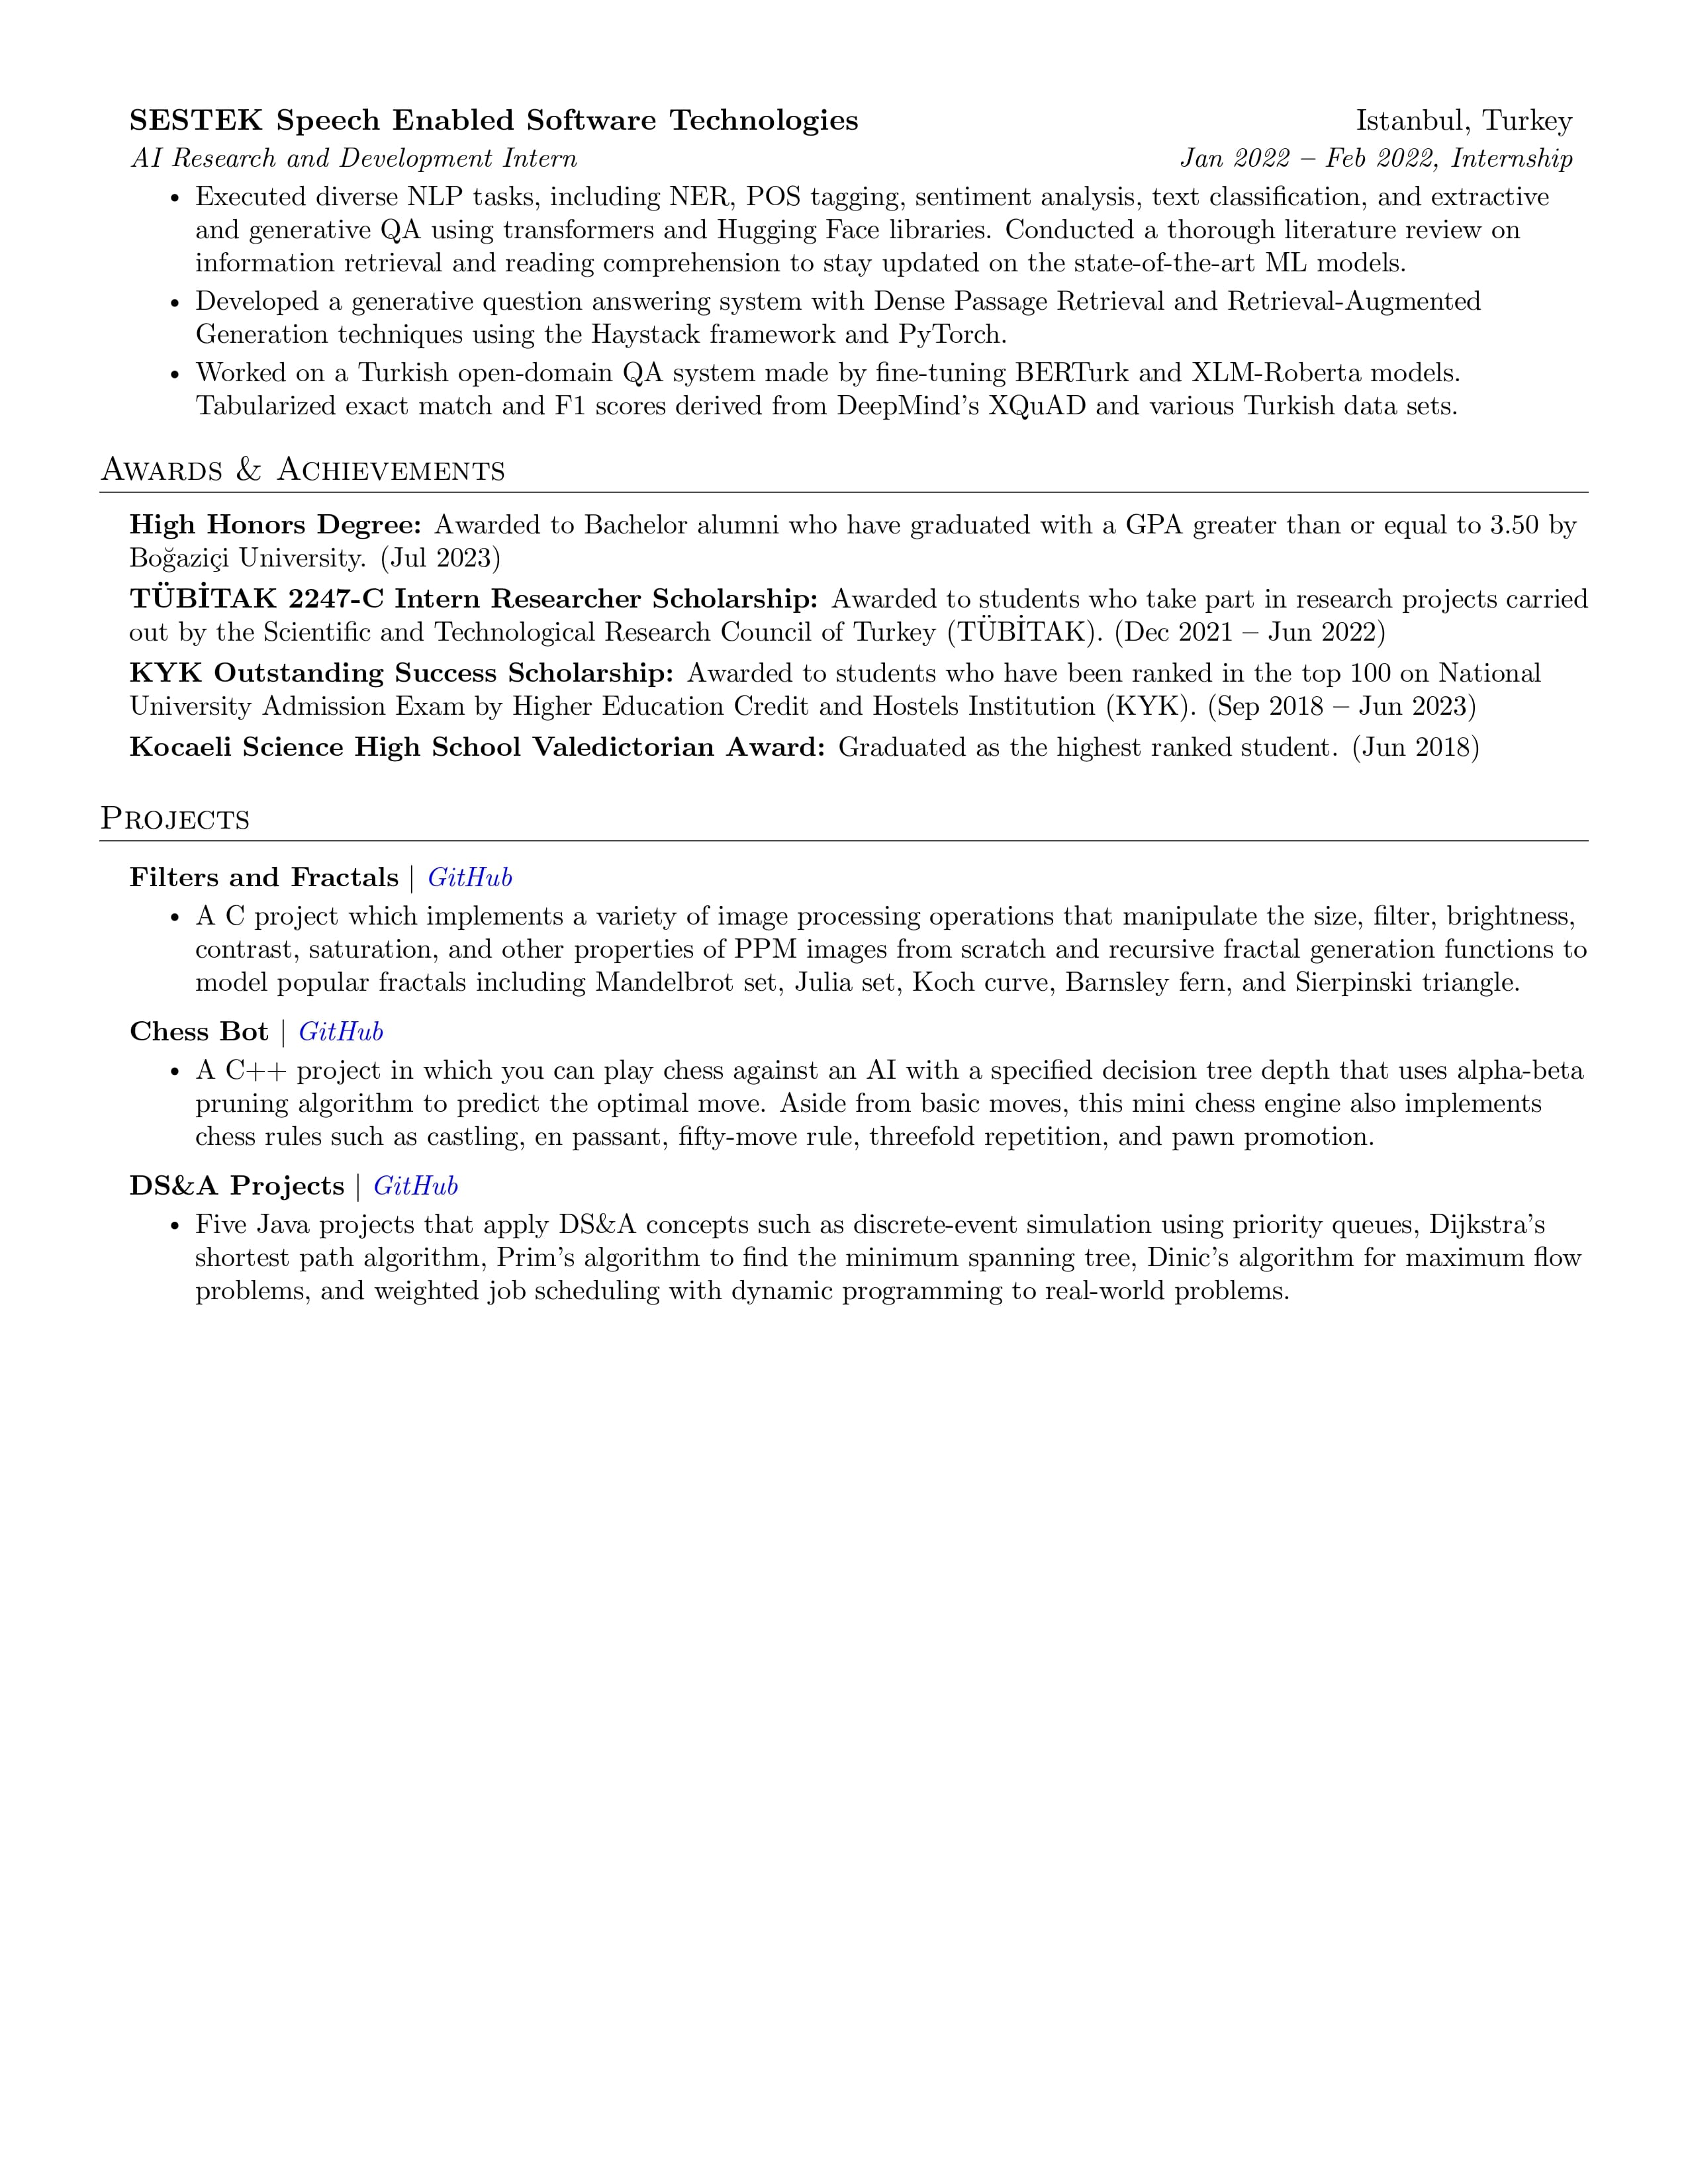 SESTEK Speech Enabled Software Technologies Istanbul, Turkey
AI Research and Development Intern Jan 2022 – Feb 2022, Internship
• Executed diverse NLP tasks, including NER, POS tagging, sentiment analysis, text classification, and extractive
and generative QA using transformers and Hugging Face libraries. Conducted a thorough literature review on
information retrieval and reading comprehension to stay updated on the state-of-the-art ML models.
• Developed a generative question answering system with Dense Passage Retrieval and Retrieval-Augmented
Generation techniques using the Haystack framework and PyTorch.
• Worked on a Turkish open-domain QA system made by fine-tuning BERTurk and XLM-Roberta models.
Tabularized exact match and F1 scores derived from DeepMind's XQuAD and various Turkish data sets.
Awards & Achievements
High Honors Degree: Awarded to Bachelor alumni who have graduated with a GPA greater than or equal to 3.50 by
Boğaziçi University. (Jul 2023)
TÜBİTAK 2247-C Intern Researcher Scholarship: Awarded to students who take part in research projects carried
out by the Scientific and Technological Research Council of Turkey (TÜBİTAK). (Dec 2021 – Jun 2022)
KYK Outstanding Success Scholarship: Awarded to students who have been ranked in the top 100 on National
University Admission Exam by Higher Education Credit and Hostels Institution (KYK). (Sep 2018 – Jun 2023)
Kocaeli Science High School Valedictorian Award: Graduated as the highest ranked student. (Jun 2018)
Projects
Filters and Fractals | GitHub
• A C project which implements a variety of image processing operations that manipulate the size, filter, brightness,
contrast, saturation, and other properties of PPM images from scratch and recursive fractal generation functions to
model popular fractals including Mandelbrot set, Julia set, Koch curve, Barnsley fern, and Sierpinski triangle.
Chess Bot | GitHub
• A C++ project in which you can play chess against an AI with a specified decision tree depth that uses alpha-beta
pruning algorithm to predict the optimal move. Aside from basic moves, this mini chess engine also implements
chess rules such as castling, en passant, fifty-move rule, threefold repetition, and pawn promotion.
DS&A Projects | GitHub
• Five Java projects that apply DS&A concepts such as discrete-event simulation using priority queues, Dijkstra's
shortest path algorithm, Prim's algorithm to find the minimum spanning tree, Dinic's algorithm for maximum flow
problems, and weighted job scheduling with dynamic programming to real-world problems.